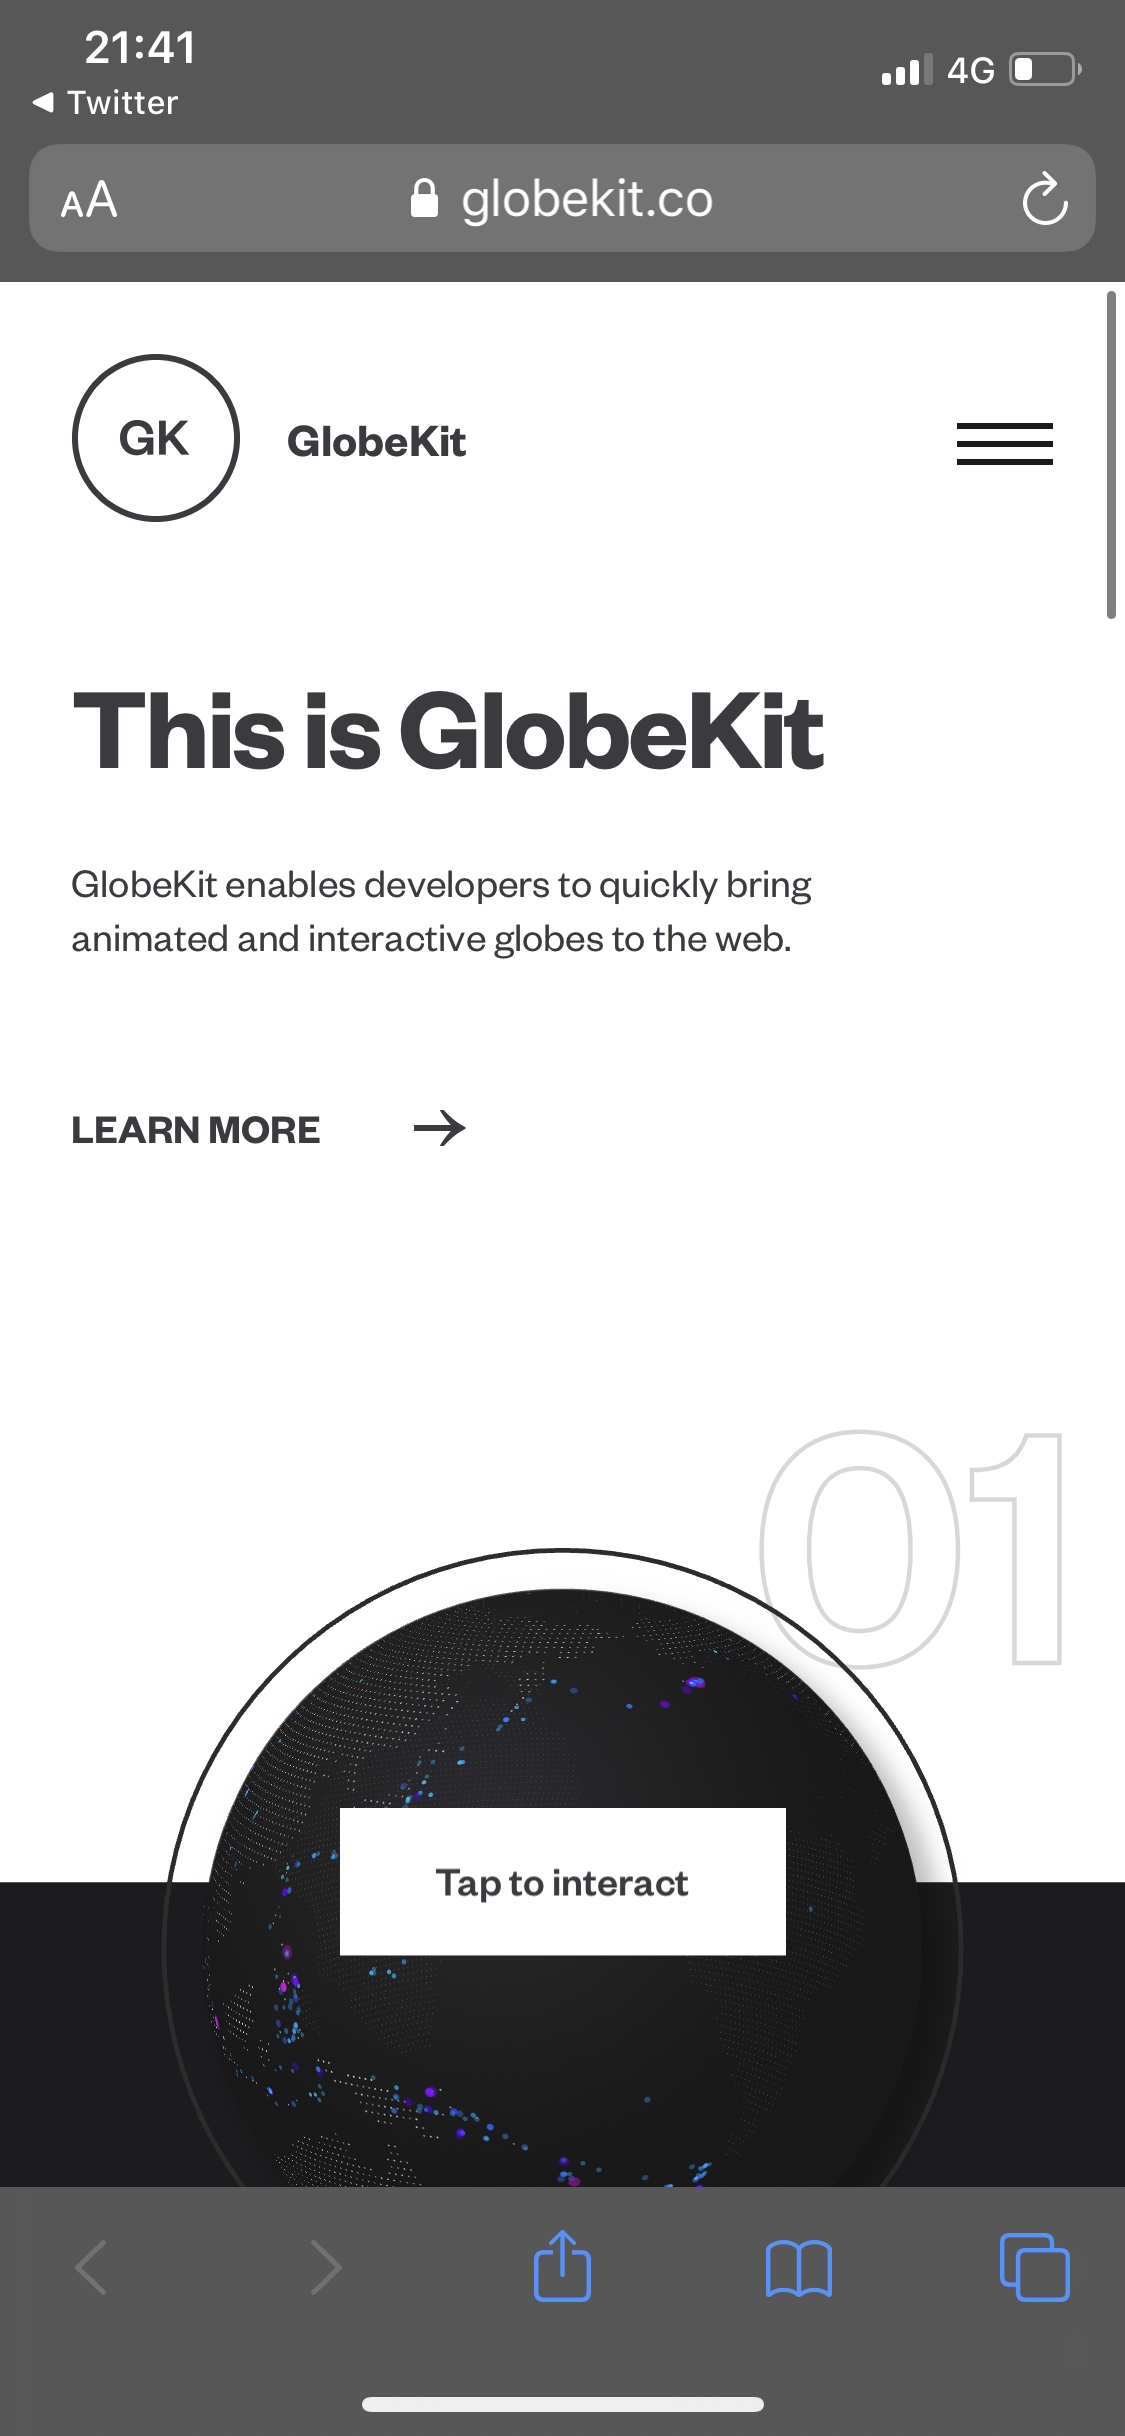 21:41
4G
Twitter
AA
globekit.co
GK
GlobeKit
This is GlobeKit
GlobeKit enables developers to quickly bring
animated and interactive globes to the web.
LEARN MORE
01
Tap to interact